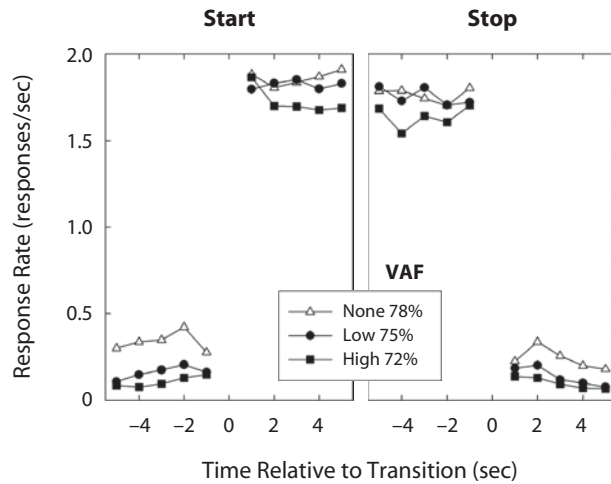 Start Stop
Response Rate (responses/sec)
2.0
1.5
1.0
0.5
0
VAF
None 78%
Low 75%
High 72%
−4 −2 0 2 4 −4 −2 0 2 4
Time Relative to Transition (sec)